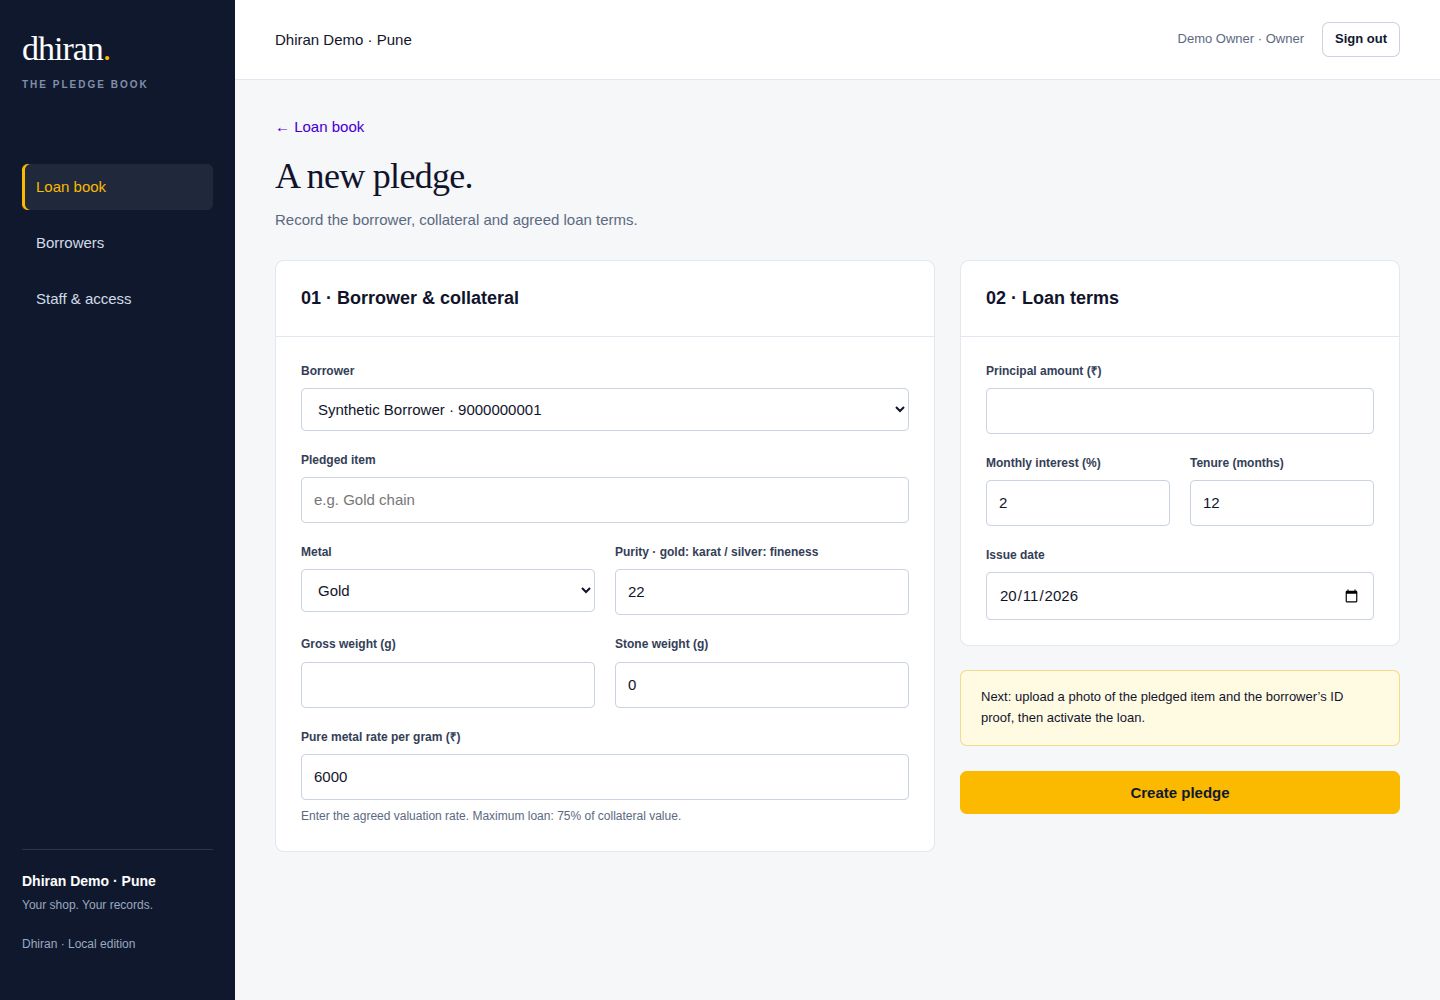 dhiran.
THE PLEDGE BOOK
Loan book
Borrowers
Staff & access
Dhiran Demo · Pune
Your shop. Your records.
Dhiran · Local edition
Dhiran Demo · Pune
Demo Owner · Owner
Sign out
← Loan book
A new pledge.
Record the borrower, collateral and agreed loan terms.
01 · Borrower & collateral
Borrower
Synthetic Borrower · 9000000001
Pledged item
e.g. Gold chain
Metal
Purity · gold: karat / silver: fineness
Gold
22
Gross weight (g)
Stone weight (g)
0
Pure metal rate per gram (₹)
6000
Enter the agreed valuation rate. Maximum loan: 75% of collateral value.
02 · Loan terms
Principal amount (₹)
Monthly interest (%)
Tenure (months)
2
12
Issue date
20/11/2026
Next: upload a photo of the pledged item and the borrower’s ID
proof, then activate the loan.
Create pledge